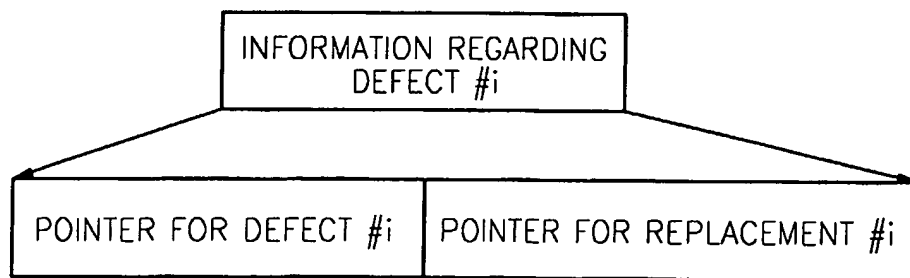 INFORMATION REGARDING
DEFECT #i
POINTER FOR DEFECT #i
POINTER FOR REPLACEMENT #i